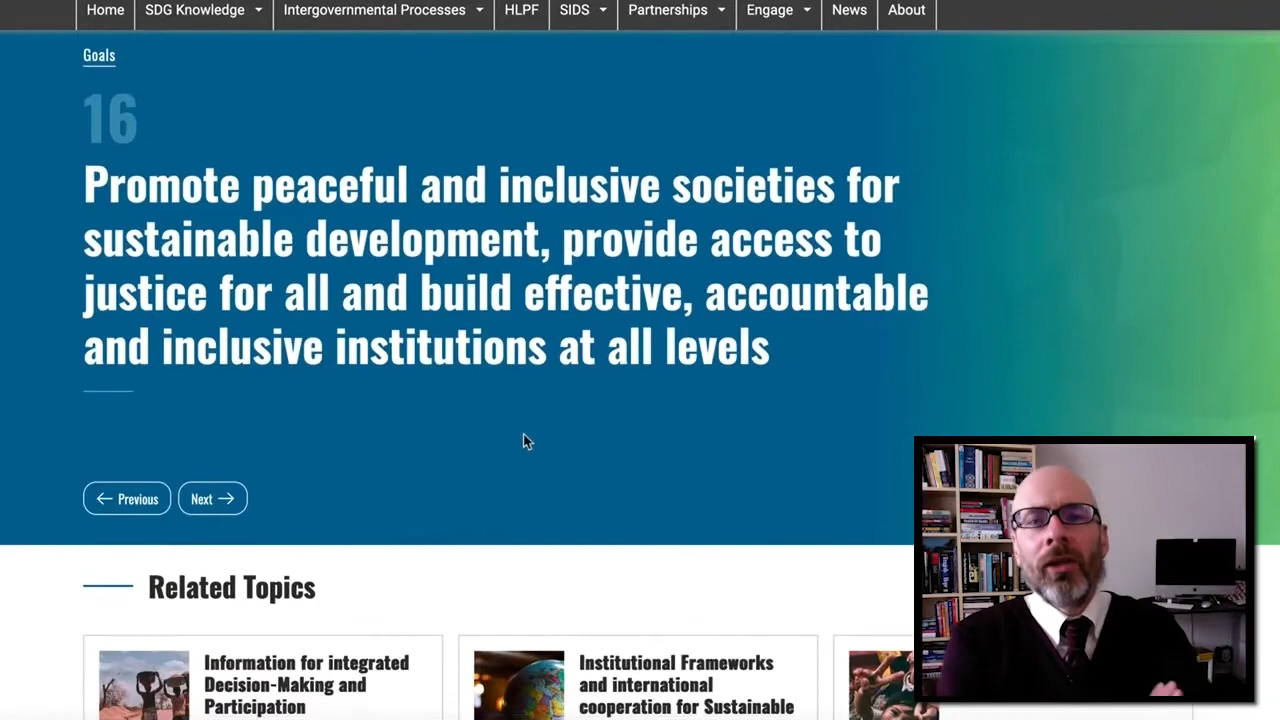 Home SDG Knowledge Intergovernmental Processes HLPF SIDS Partnerships Engage News About
Goals
16
Promote peaceful and inclusive societies for
sustainable development, provide access to
justice for all and build effective, accountable
and inclusive institutions at all levels
← Previous Next →
Related Topics
Information for integrated
Decision-Making and
Participation
Institutional Frameworks
and international
cooperation for Sustainable